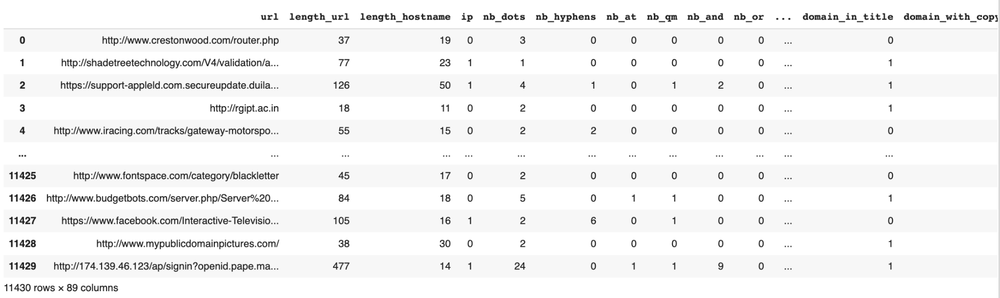 url length_url length_hostname ip nb_dots nb_hyphens nb_at nb_qm nb_and nb_or ... domain_in_title domain_with_copy
0 http://www.crestonwood.com/router.php 37 19 0 3 0 0 0 0 0 ... 0
1 http://shadetreetechnology.com/V4/validation/a... 77 23 1 1 0 0 0 0 0 ... 1
2 https://support-appleld.com.secureupdate.duila... 126 50 1 4 1 0 1 2 0 ... 1
3 http://rgipt.ac.in 18 11 0 2 0 0 0 0 0 ... 1
4 http://www.iracing.com/tracks/gateway-motorspo... 55 15 0 2 2 0 0 0 0 ... 0
... ... ... ... ... ... ... ... ... ... ... ... ...
11425 http://www.fontspace.com/category/blackletter 45 17 0 2 0 0 0 0 0 ... 0
11426 http://www.budgetbots.com/server.php/Server%20... 84 18 0 5 0 1 1 0 0 ... 1
11427 https://www.facebook.com/Interactive-Televisio... 105 16 1 2 6 0 1 0 0 ... 0
11428 http://www.mypublicdomainpictures.com/ 38 30 0 2 0 0 0 0 0 ... 1
11429 http://174.139.46.123/ap/signin?openid.pape.ma... 477 14 1 24 0 1 1 9 0 ... 1
11430 rows × 89 columns